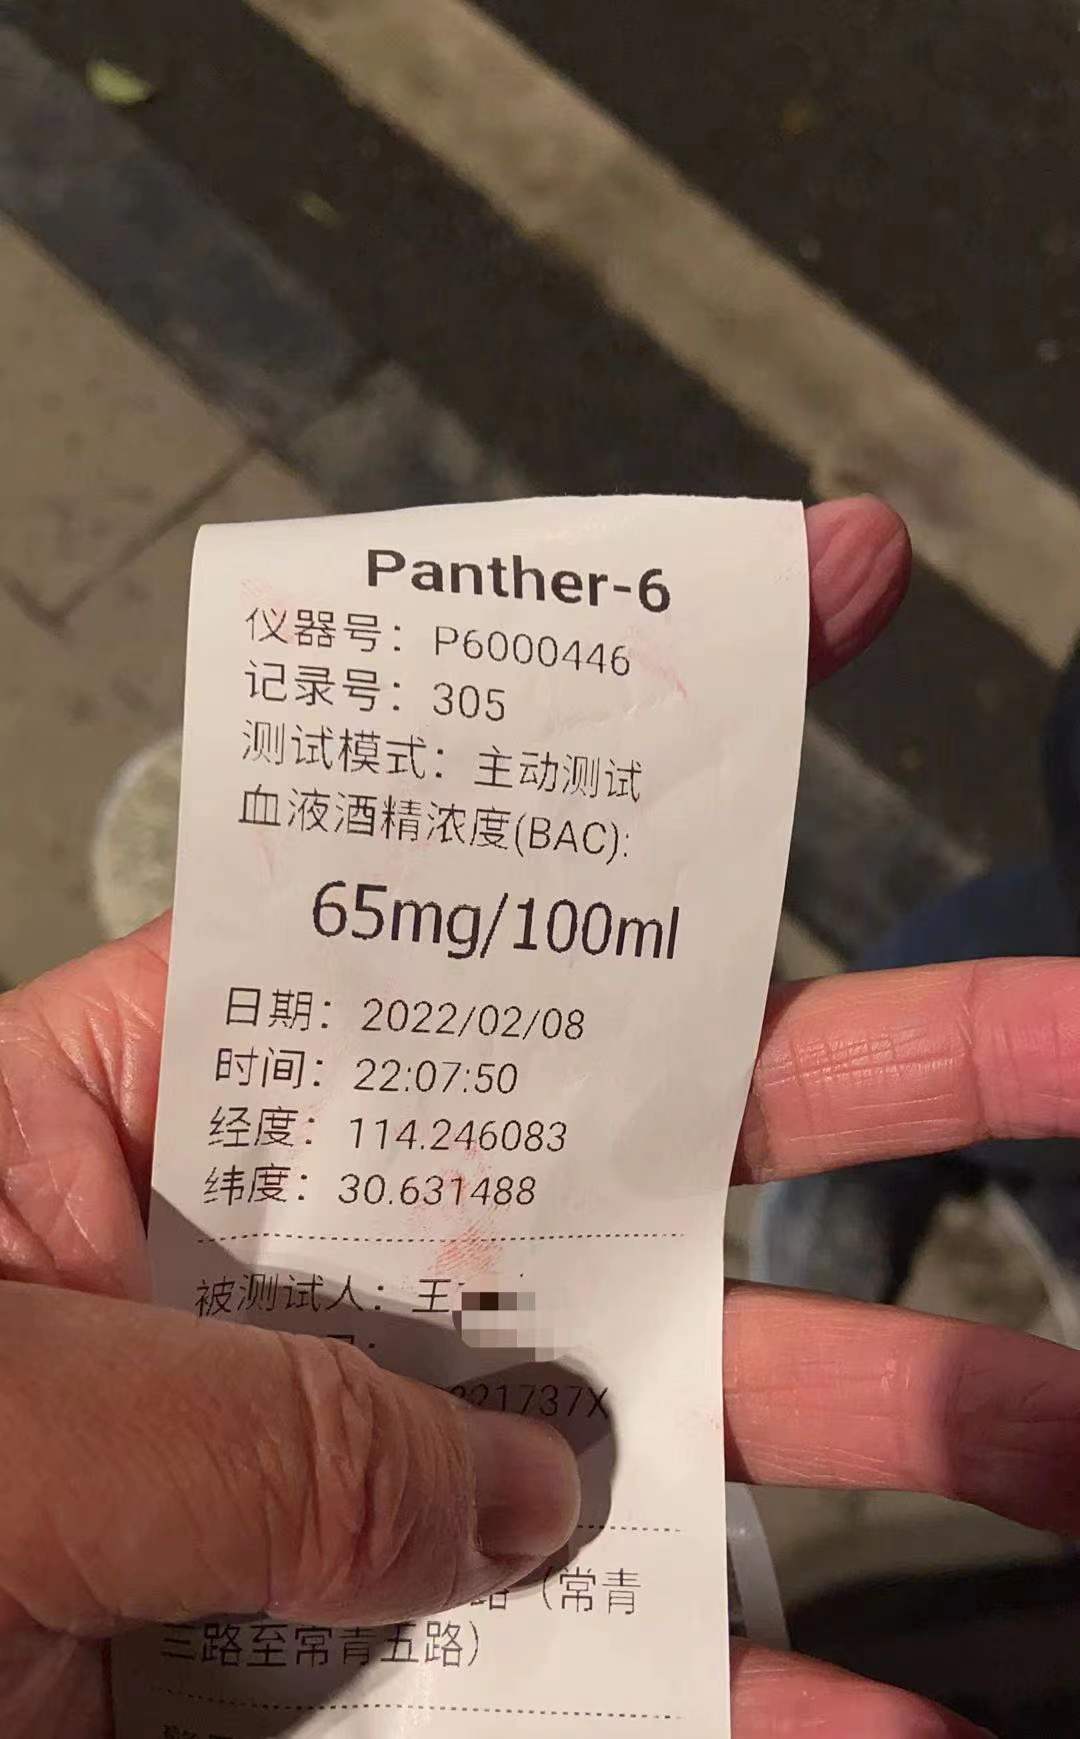 Panther-6
仪器号：P6000446
记录号：305
测试模式：主动测试
血液酒精浓度(BAC):
65mg/100ml
日期：2022/02/08
时间：22:07:50
经度：114.246083
纬度：30.631488
被测试人：王
21737X
路（常青
三路至常青五路）